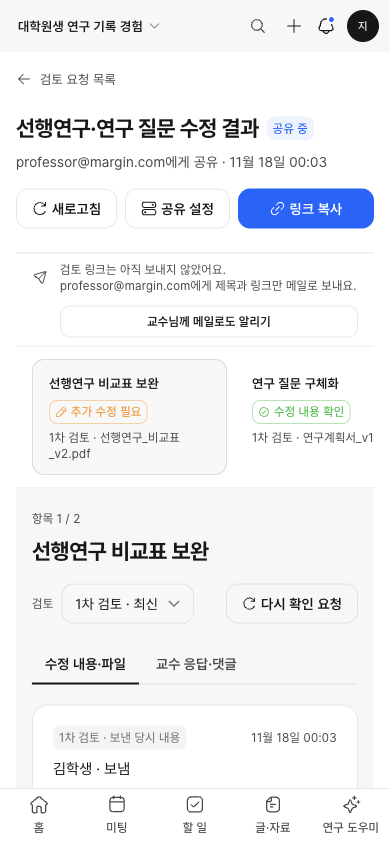 대학원생 연구 기록 경험
지
검토 요청 목록
선행연구·연구 질문 수정 결과 공유 중
professor@margin.com에게 공유 · 11월 18일 00:03
새로고침 공유 설정 링크 복사
검토 링크는 아직 보내지 않았어요.
professor@margin.com에게 제목과 링크만 메일로 보내요.
교수님께 메일로도 알리기
선행연구 비교표 보완
추가 수정 필요
1차 검토 · 선행연구_비교표
_v2.pdf
연구 질문 구체화
수정 내용 확인
1차 검토 · 연구계획서_v1
항목 1 / 2
선행연구 비교표 보완
검토 1차 검토 · 최신 다시 확인 요청
수정 내용·파일 교수 응답·댓글
1차 검토 · 보낸 당시 내용 11월 18일 00:03
김학생 · 보냄
홈 미팅 할 일 글·자료 연구 도우미